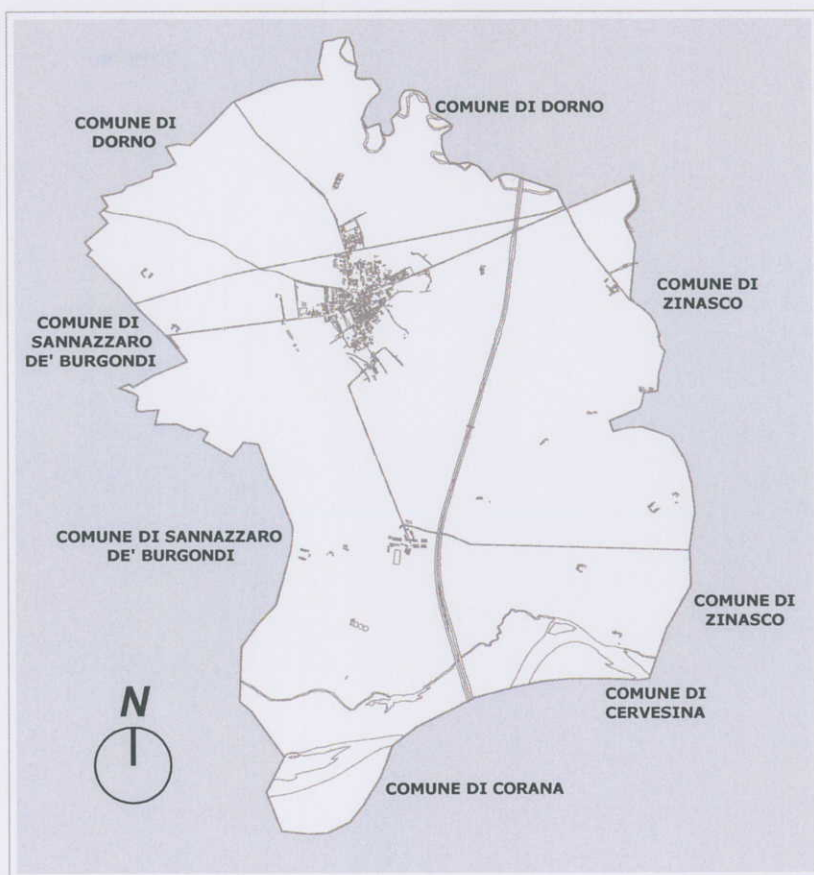 COMUNE DI DORNO
COMUNE DI
DORNO
COMUNE DI
ZINASCO
COMUNE DI
SANNAZZARO
DE' BURGONDI
COMUNE DI SANNAZZARO
DE' BURGONDI
COMUNE DI
ZINASCO
COMUNE DI
CERVESINA
N
COMUNE DI CORANA